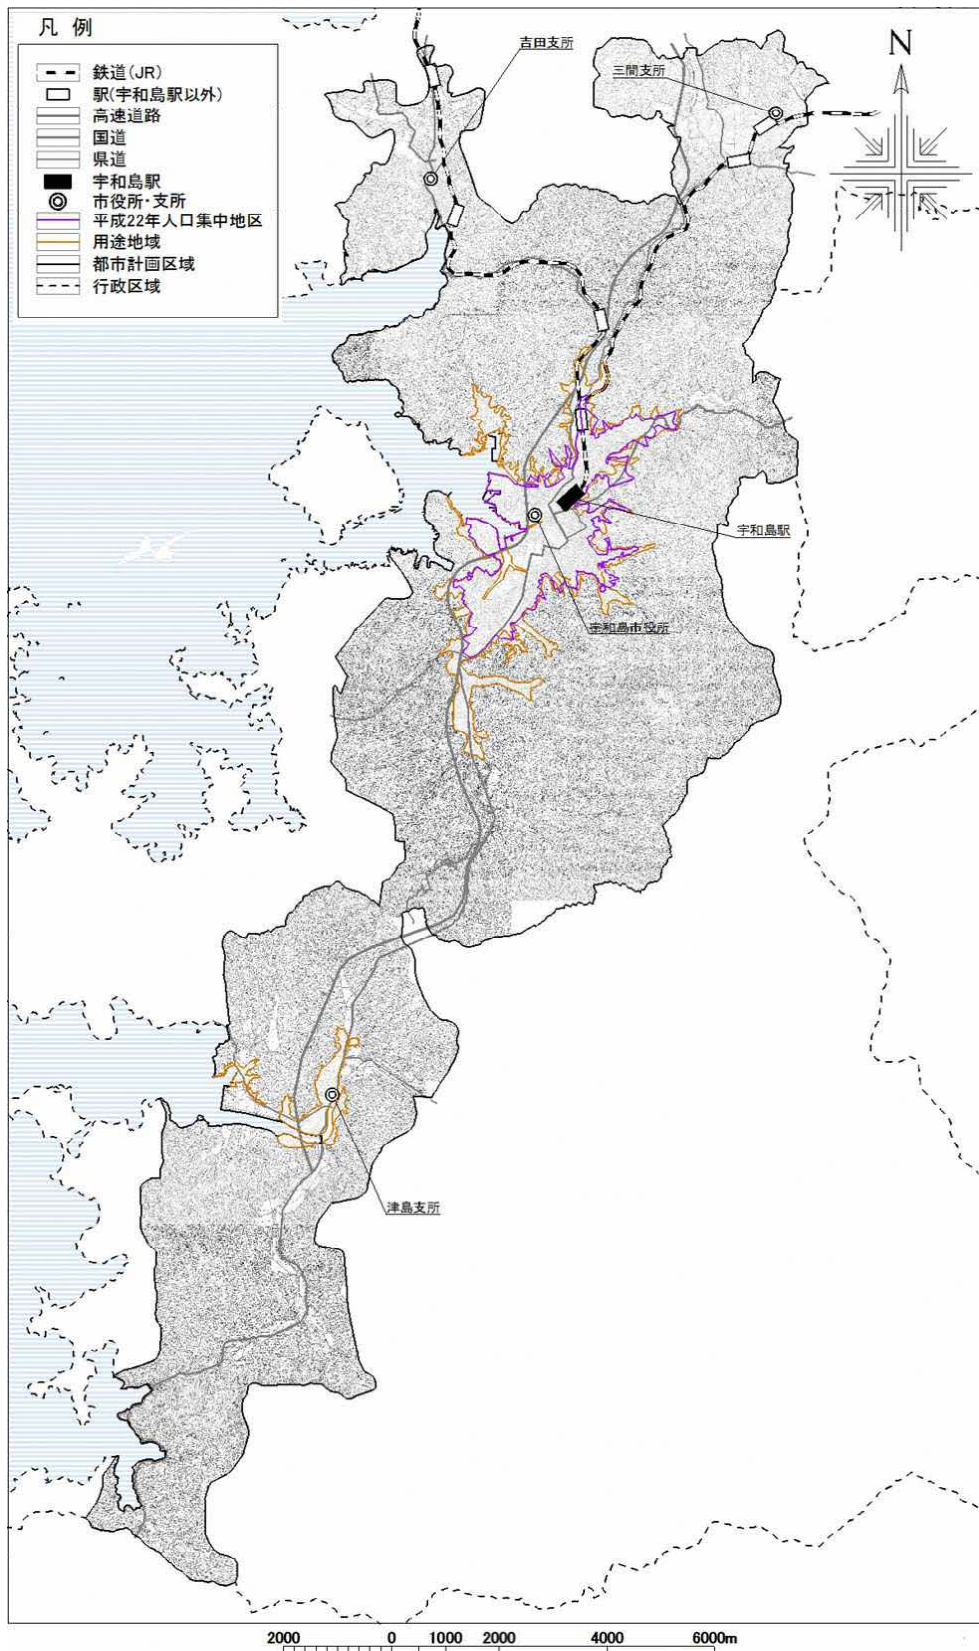 凡 例
鉄道(JR)
駅(宇和島駅以外)
高速道路
国道
県道
宇和島駅
市役所・支所
平成22年人口集中地区
用途地域
都市計画区域
行政区域
吉田支所
三間支所
N
宇和島駅
宇和島市役所
津島支所
2000 0 1000 2000 4000 6000m